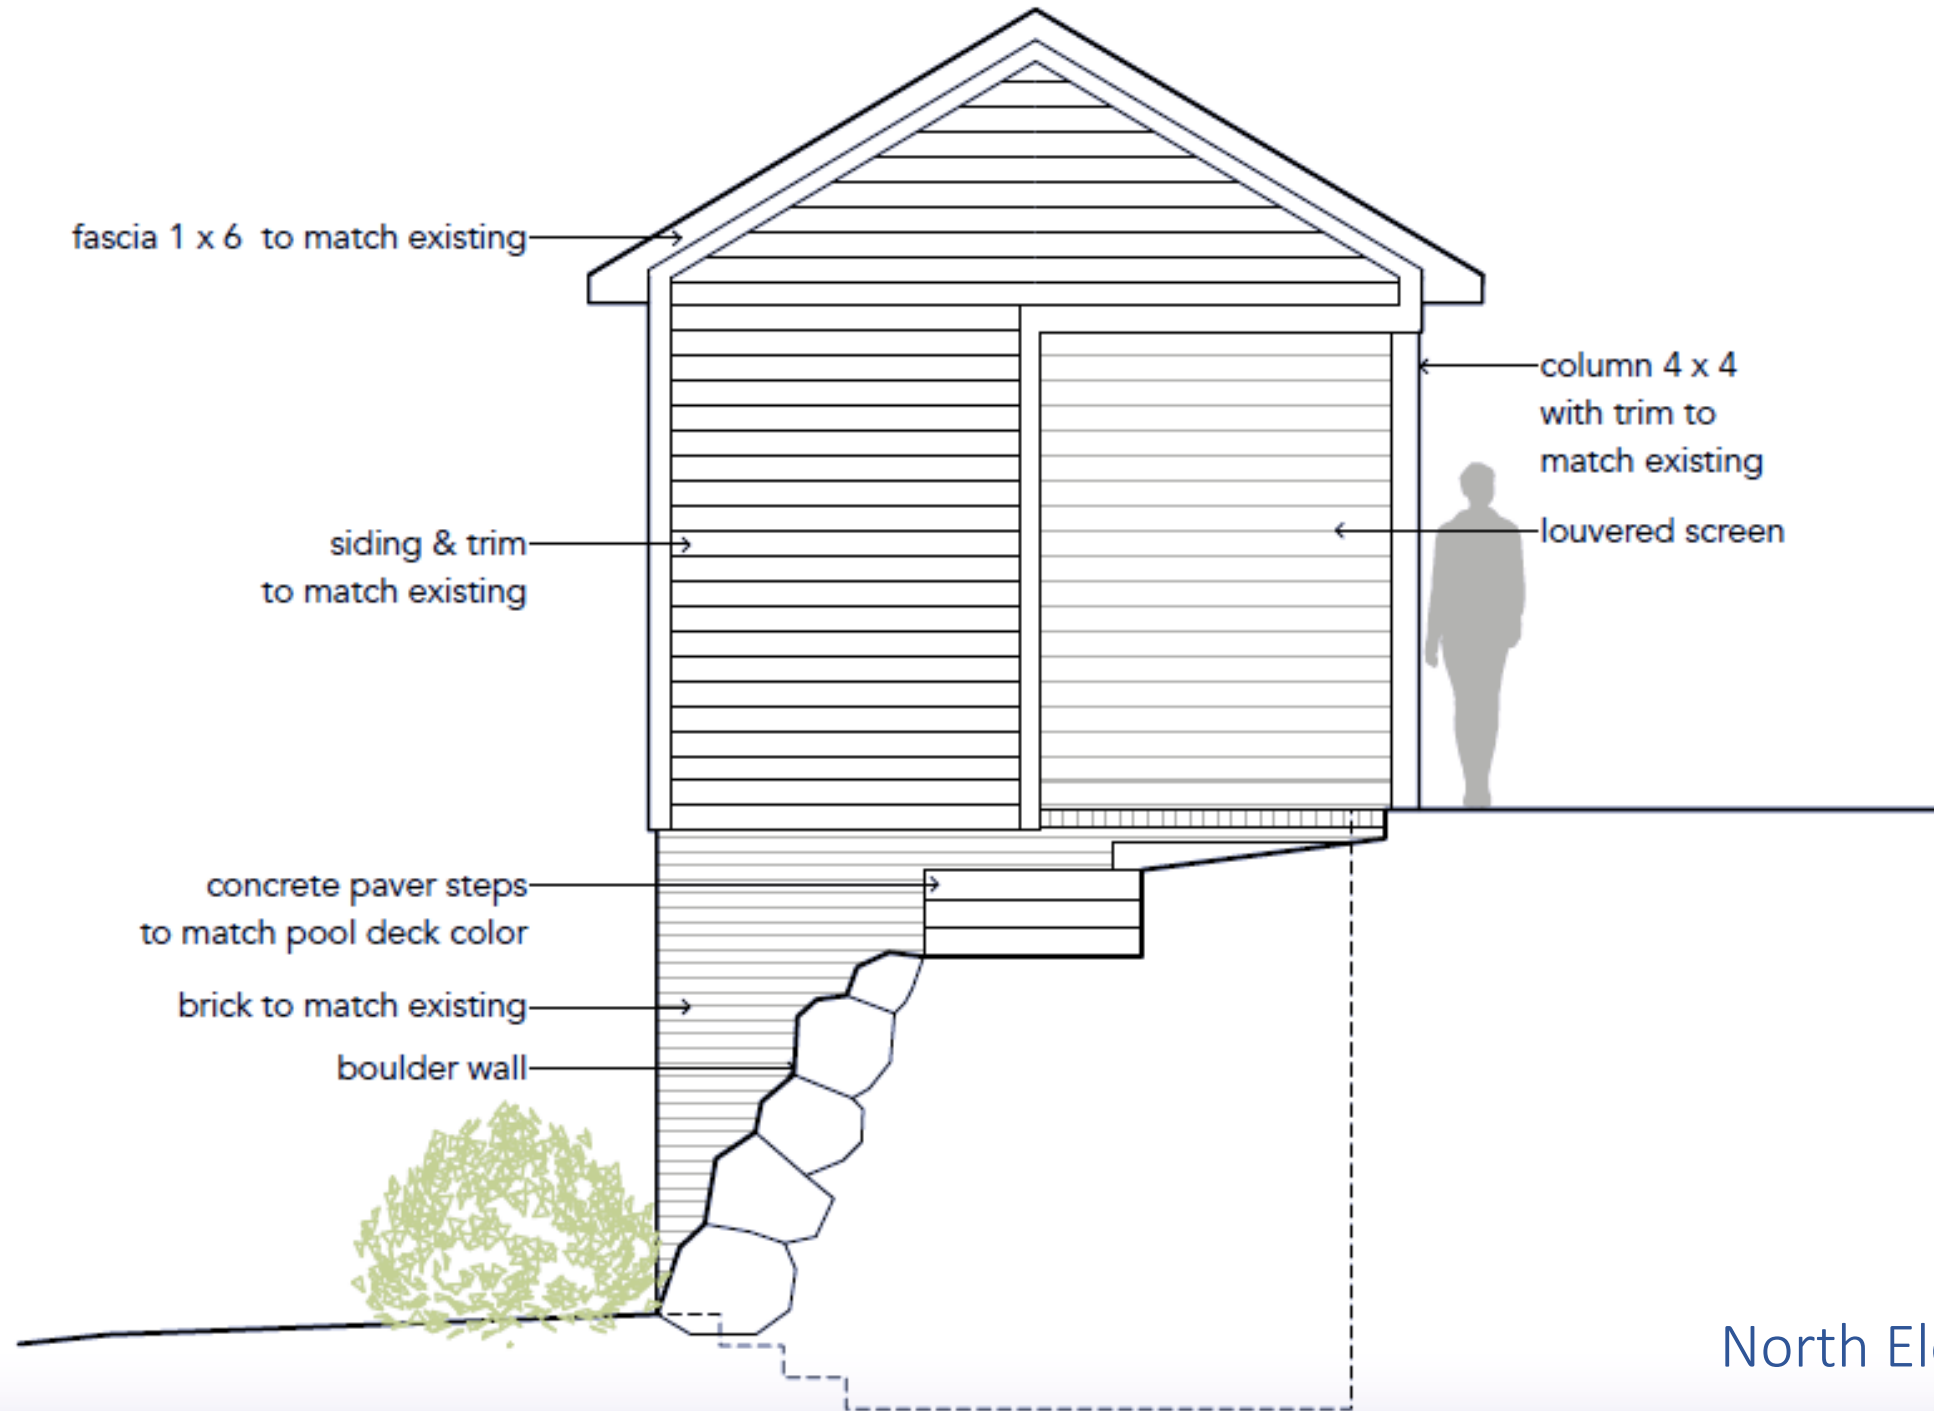 fascia 1 x 6 to match existing
column 4 x 4
with trim to
match existing
louvered screen
siding & trim
to match existing
concrete paver steps
to match pool deck color
brick to match existing
boulder wall
North